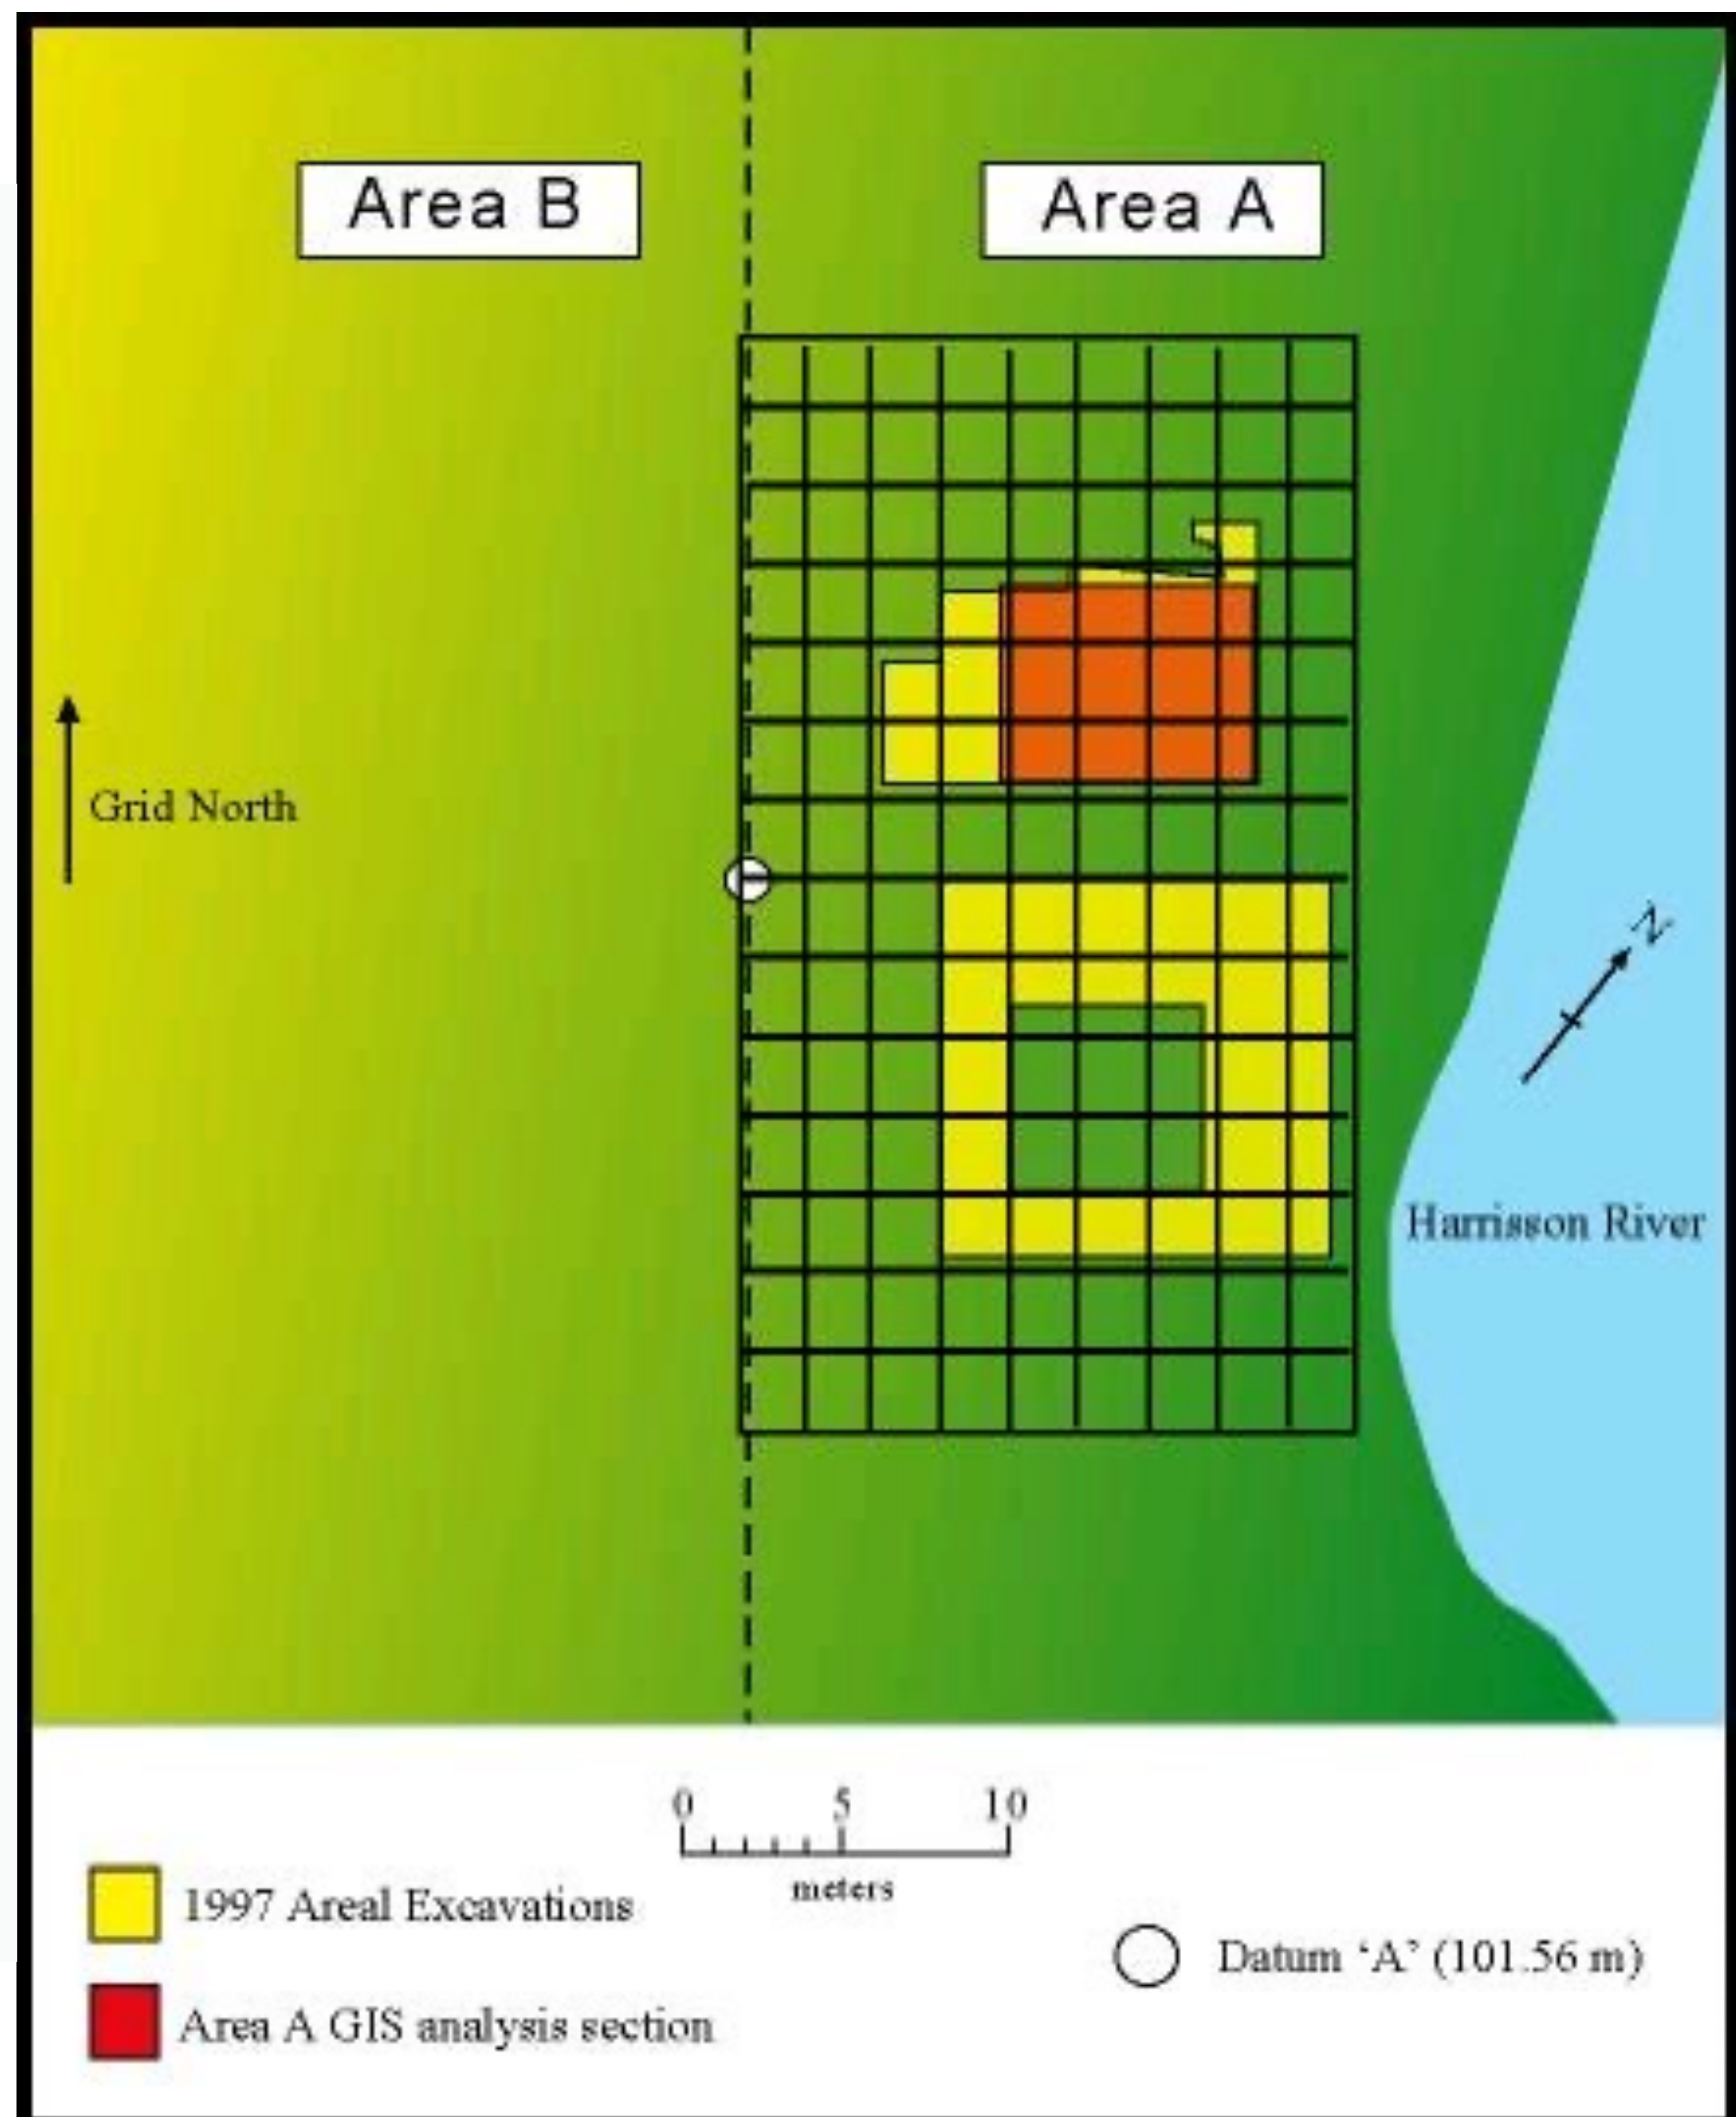 Area B
Area A
Grid North
N
Harrisson River
0 5 10
meters
1997 Areal Excavations
Datum ‘A’ (101.56 m)
Area A GIS analysis section